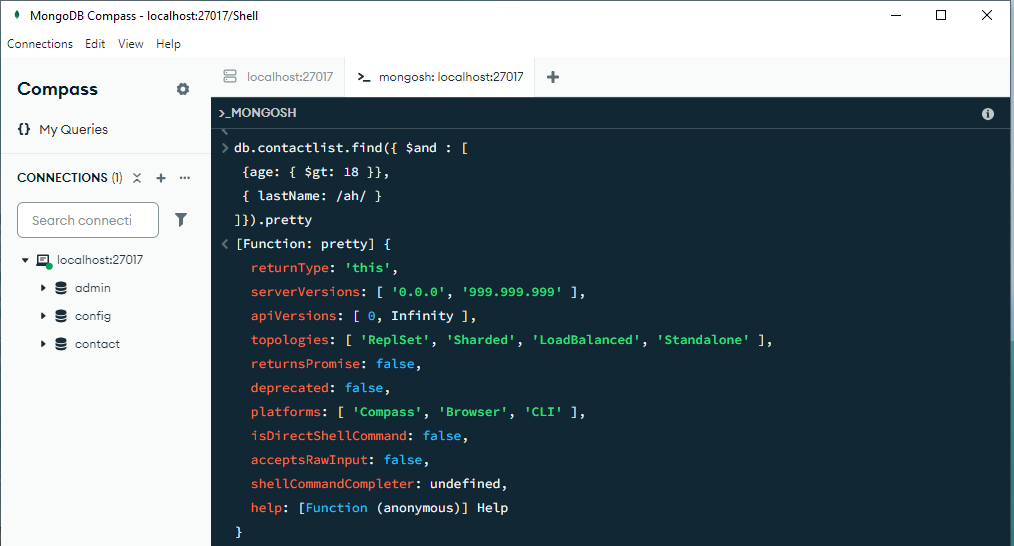 MongoDB Compass - localhost:27017/Shell
Connections Edit View Help
Compass
{} My Queries
CONNECTIONS (1)
Search connecti
localhost:27017
admin
config
contact
localhost:27017
>_ mongosh: localhost:27017
>_MONGOSH
> db.contactlist.find({ $and : [
{age: { $gt: 18 }},
{ lastName: /ah/ }
]}).pretty
< [Function: pretty] {
returnType: 'this',
serverVersions: [ '0.0.0', '999.999.999' ],
apiVersions: [ 0, Infinity ],
topologies: [ 'ReplSet', 'Sharded', 'LoadBalanced', 'Standalone' ],
returnsPromise: false,
deprecated: false,
platforms: [ 'Compass', 'Browser', 'CLI' ],
isDirectShellCommand: false,
acceptsRawInput: false,
shellCommandCompleter: undefined,
help: [Function (anonymous)] Help
}